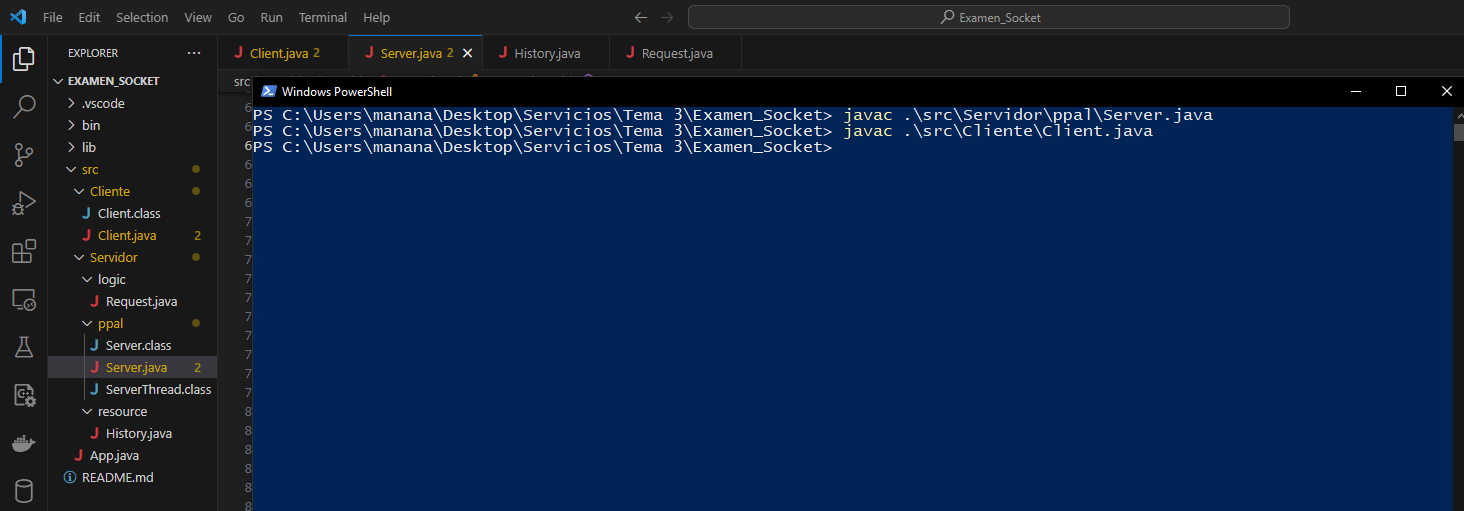 File Edit Selection View Go Run Terminal Help
Examen_Socket
EXPLORER
EXAMEN_SOCKET
.vscode
bin
lib
src
Cliente
Client.class
Client.java 2
Servidor
logic
Request.java
ppal
Server.class
Server.java 2
ServerThread.class
resource
History.java
App.java
README.md
Client.java 2
Server.java 2
History.java
Request.java
Windows PowerShell
PS C:\Users\manana\Desktop\Servicios\Tema 3\Examen_Socket> javac .\src\Servidor\ppal\Server.java
PS C:\Users\manana\Desktop\Servicios\Tema 3\Examen_Socket> javac .\src\Cliente\Client.java
PS C:\Users\manana\Desktop\Servicios\Tema 3\Examen_Socket>